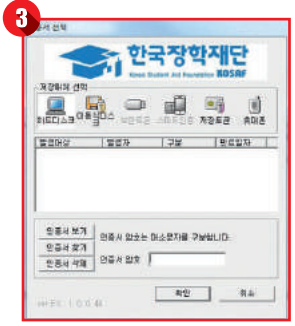 3
인증서 선택
한국장학재단
Korea Student Aid Foundation KOSAF
저장매체 선택
하드디스크 이동식디스크 보안토큰 스마트인증 저장토큰 휴대폰
발급대상 발급자 구분 만료일자
인증서 보기
인증서 찾기
인증서 삭제
인증서 암호는 대소문자를 구분합니다.
인증서 암호
확인 취소